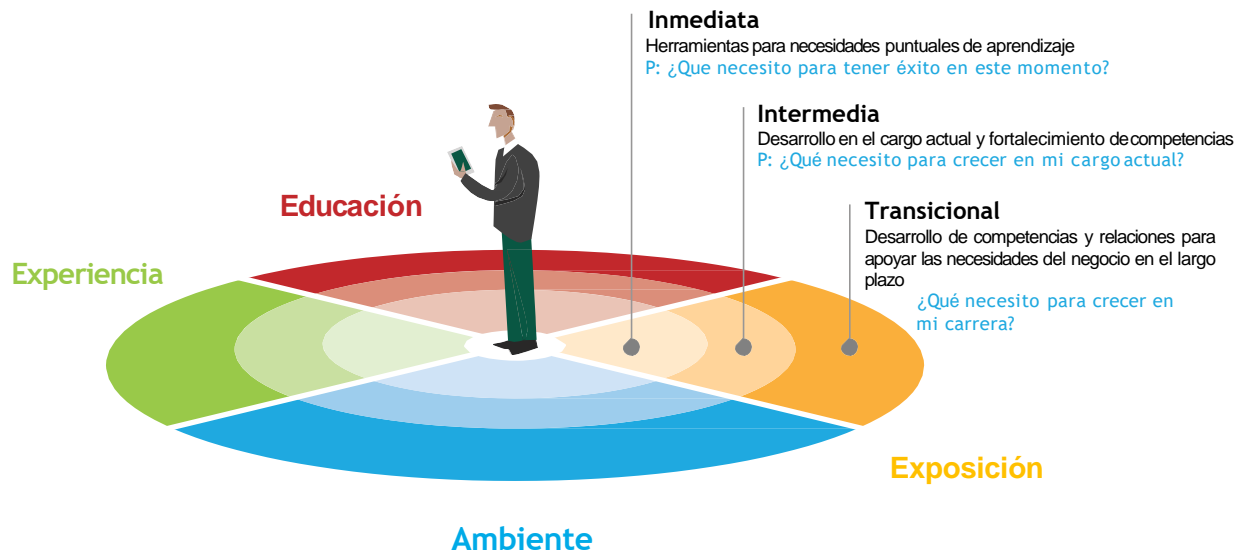 Inmediata
Herramientas para necesidades puntuales de aprendizaje
P: ¿Que necesito para tener éxito en este momento?
Intermedia
Desarrollo en el cargo actual y fortalecimiento de competencias
P: ¿Qué necesito para crecer en mi cargo actual?
Transicional
Desarrollo de competencias y relaciones para
apoyar las necesidades del negocio en el largo
plazo
¿Qué necesito para crecer en
mi carrera?
Educación
Experiencia
Exposición
Ambiente